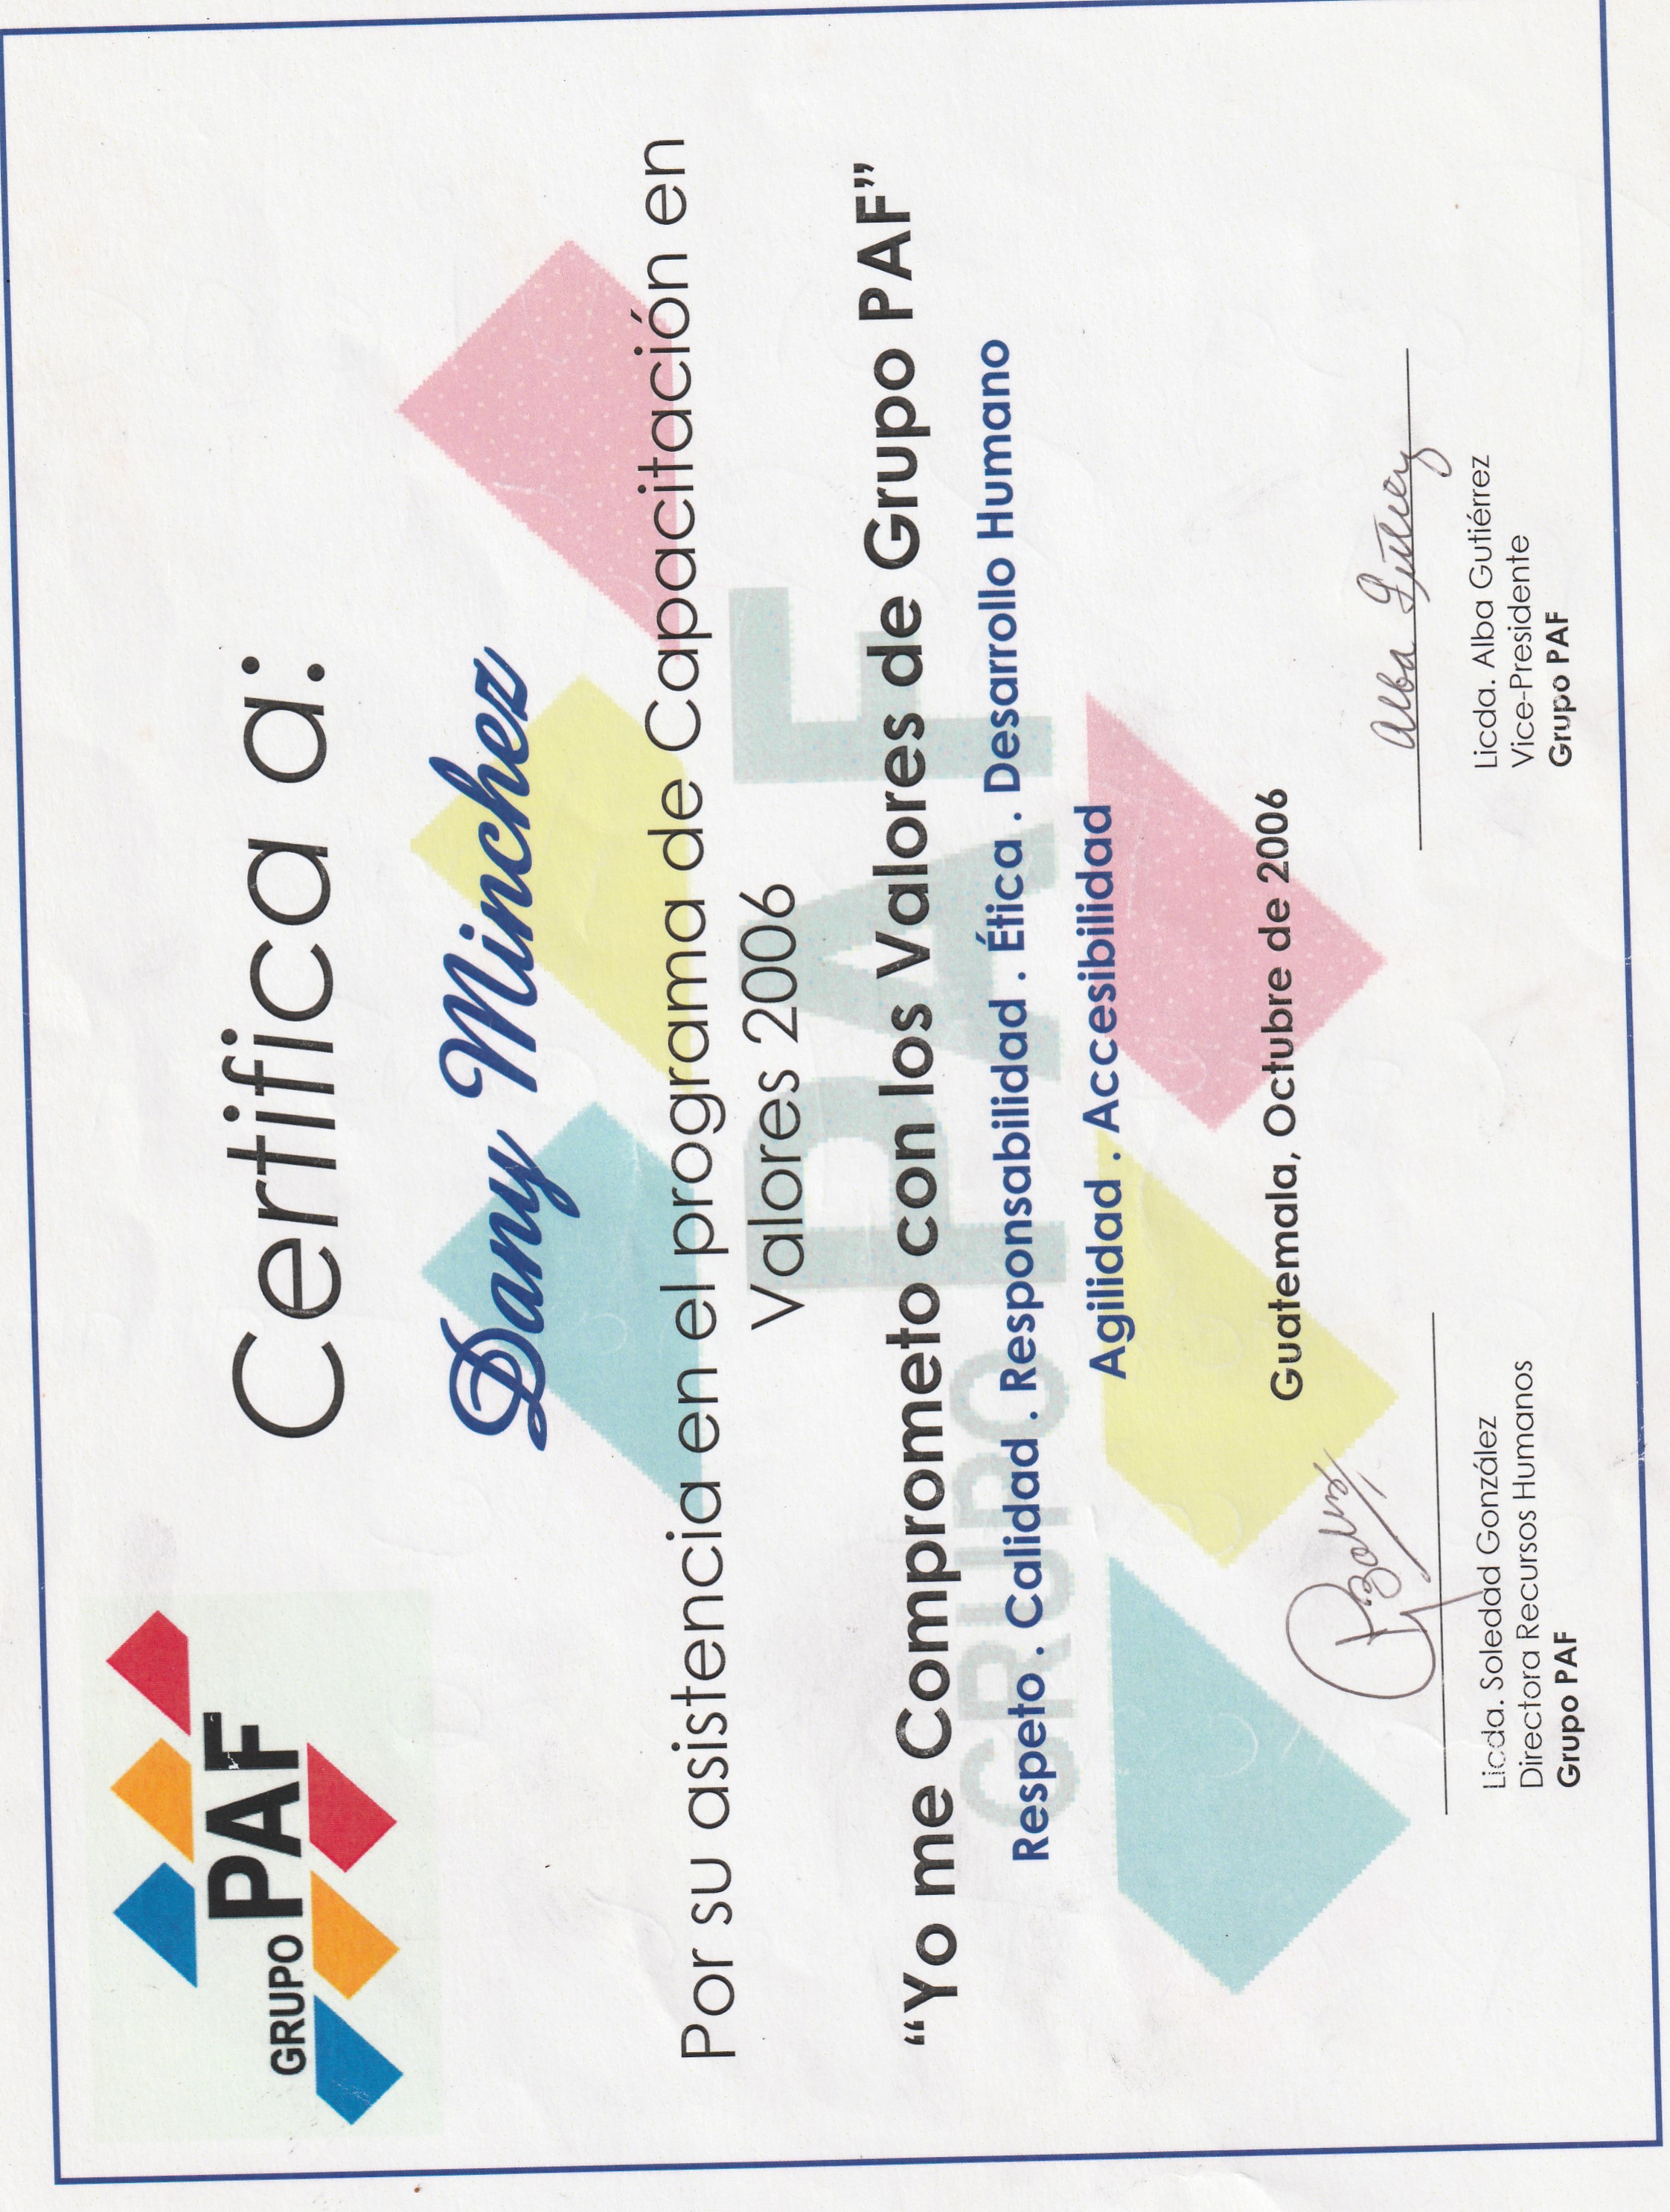 GRUPO PAF
Certifica a:
Dany Minchez
Por su asistencia en el programa de Capacitación en
Valores 2006
“Yo me Comprometo con los Valores de Grupo PAF”
Respeto . Calidad . Responsabilidad . Ética . Desarrollo Humano
Agilidad . Accesibilidad
GRUPO PAF
Guatemala, Octubre de 2006
Alba Gutiérrez
Licda. Soledad González
Directora Recursos Humanos
Grupo PAF
Licda. Alba Gutiérrez
Vice-Presidente
Grupo PAF